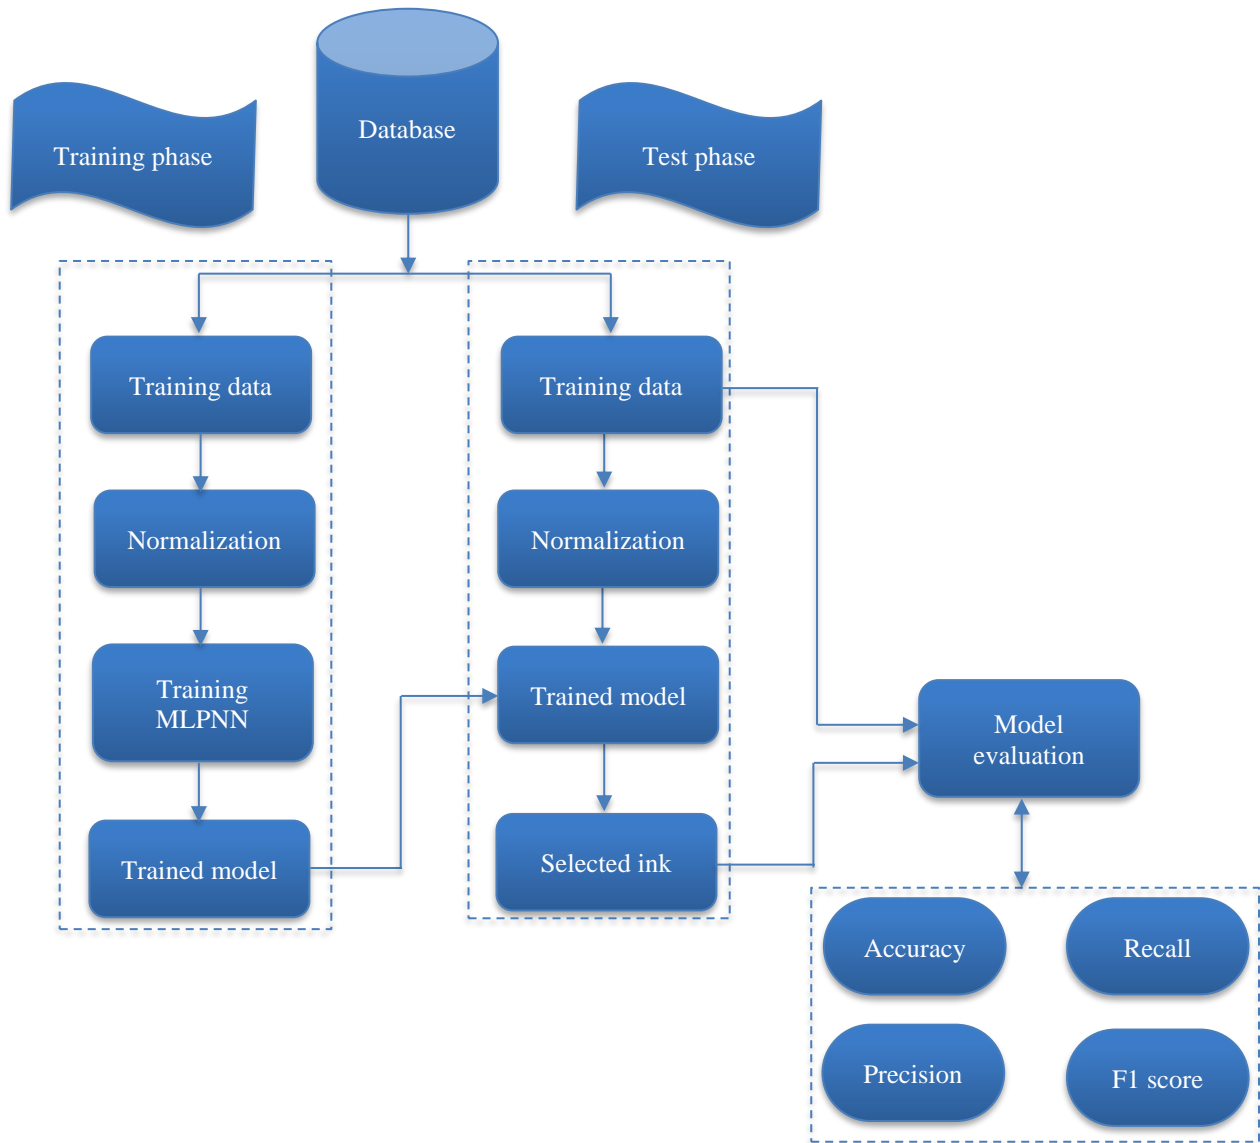 Training phase
Database
Test phase
Training data
Normalization
Training
MLPNN
Trained model
Training data
Normalization
Trained model
Selected ink
Model
evaluation
Accuracy
Recall
Precision
F1 score